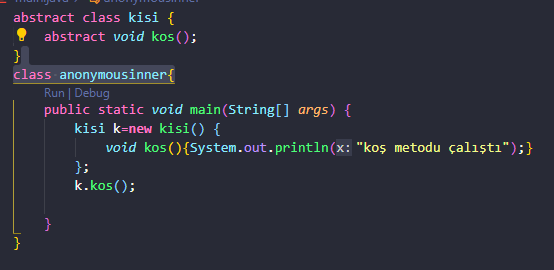 abstract class kisi {
abstract void kos();
}
class anonymousinner{
Run | Debug
public static void main(String[] args) {
kisi k=new kisi() {
void kos(){System.out.println(x:"koş metodu çalıştı");}
};
k.kos();
}
}